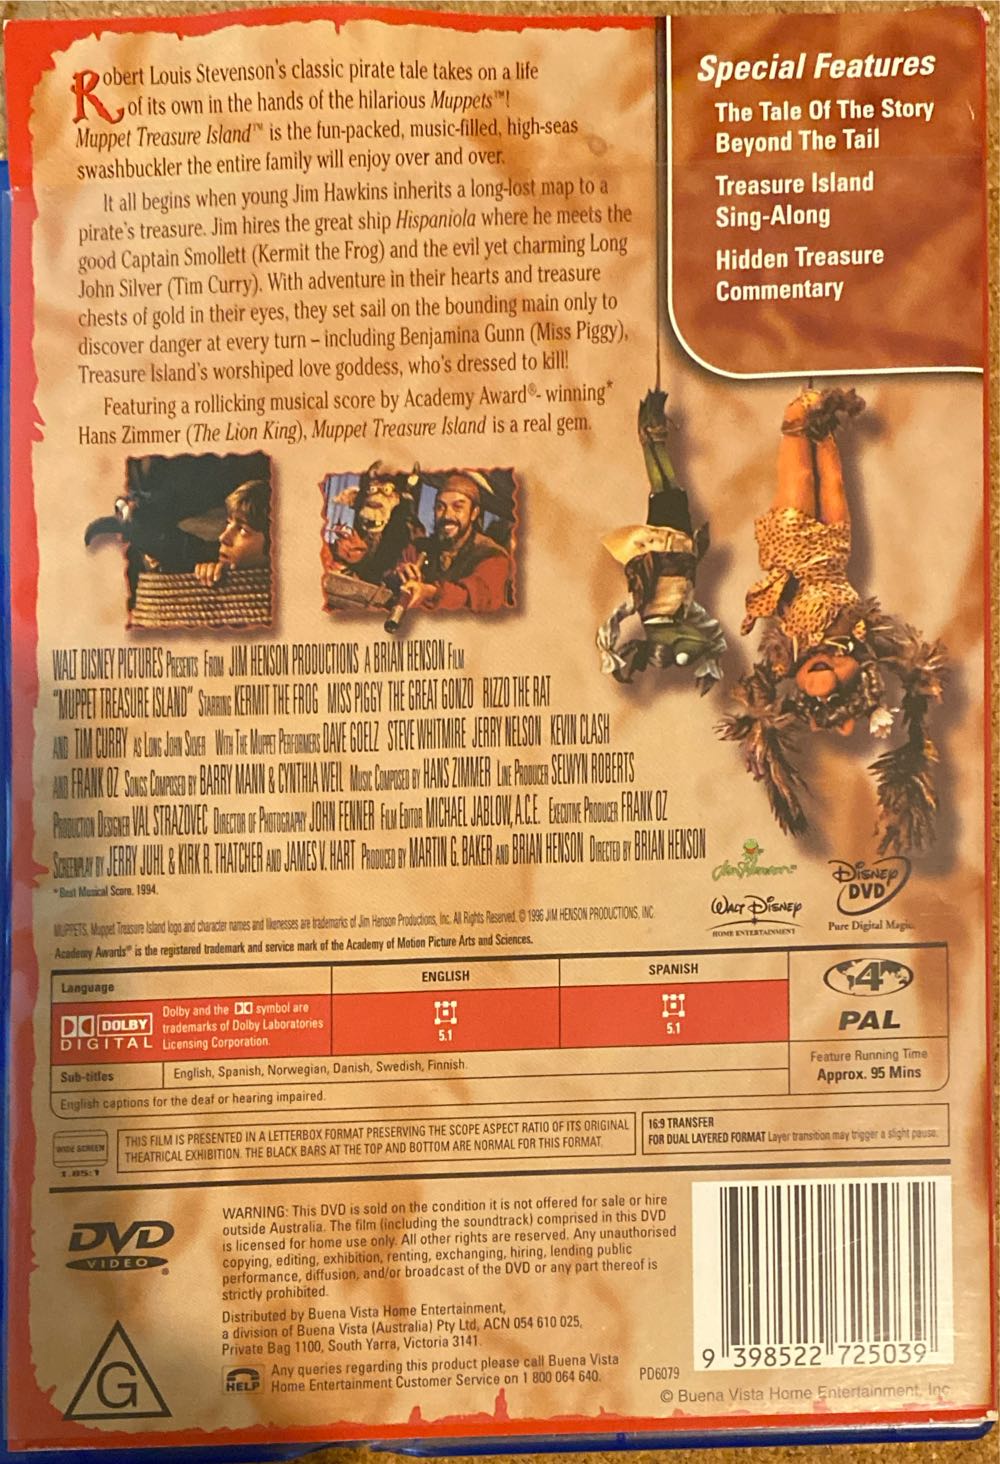 Robert Louis Stevenson's classic pirate tale takes on a life
of its own in the hands of the hilarious Muppets™!
Muppet Treasure Island™ is the fun-packed, music-filled, high-seas
swashbuckler the entire family will enjoy over and over.
It all begins when young Jim Hawkins inherits a long-lost map to a
pirate's treasure. Jim hires the great ship Hispaniola where he meets the
good Captain Smollett (Kermit the Frog) and the evil yet charming Long
John Silver (Tim Curry). With adventure in their hearts and treasure
chests of gold in their eyes, they set sail on the bounding main only to
discover danger at every turn – including Benjamina Gunn (Miss Piggy),
Treasure Island's worshiped love goddess, who's dressed to kill!
Featuring a rollicking musical score by Academy Award®- winning*
Hans Zimmer (The Lion King), Muppet Treasure Island is a real gem.
Special Features
The Tale Of The Story
Beyond The Tail
Treasure Island
Sing-Along
Hidden Treasure
Commentary
WALT DISNEY PICTURES PRESENTS FROM JIM HENSON PRODUCTIONS A BRIAN HENSON FILM
"MUPPET TREASURE ISLAND" STARRING KERMIT THE FROG MISS PIGGY THE GREAT GONZO RIZZO THE RAT
AND TIM CURRY AS LONG JOHN SILVER WITH THE MUPPET PERFORMERS DAVE GOELZ STEVE WHITMIRE JERRY NELSON KEVIN CLASH
AND FRANK OZ SONGS COMPOSED BY BARRY MANN & CYNTHIA WEIL MUSIC COMPOSED BY HANS ZIMMER LINE PRODUCER SELWYN ROBERTS
PRODUCTION DESIGNER VAL STRAZOVEC DIRECTOR OF PHOTOGRAPHY JOHN FENNER FILM EDITOR MICHAEL JABLOW, A.C.E. EXECUTIVE PRODUCER FRANK OZ
SCREENPLAY BY JERRY JUHL & KIRK R. THATCHER AND JAMES V. HART PRODUCED BY MARTIN G. BAKER AND BRIAN HENSON DIRECTED BY BRIAN HENSON
*Best Musical Score, 1994.
Jim Henson
WALT DISNEY
HOME ENTERTAINMENT
DISNEY
DVD
Pure Digital Magic
MUPPETS, Muppet Treasure Island logo and character names and likenesses are trademarks of Jim Henson Productions, Inc. All Rights Reserved. © 1996 JIM HENSON PRODUCTIONS, INC.
Academy Awards® is the registered trademark and service mark of the Academy of Motion Picture Arts and Sciences.
Language
ENGLISH
SPANISH
DOLBY
DIGITAL
Dolby and the DD symbol are
trademarks of Dolby Laboratories
Licensing Corporation.
5.1
5.1
4
PAL
Sub-titles
English, Spanish, Norwegian, Danish, Swedish, Finnish.
Feature Running Time
Approx. 95 Mins
English captions for the deaf or hearing impaired.
WIDE SCREEN
1.85:1
THIS FILM IS PRESENTED IN A LETTERBOX FORMAT PRESERVING THE SCOPE ASPECT RATIO OF ITS ORIGINAL
THEATRICAL EXHIBITION. THE BLACK BARS AT THE TOP AND BOTTOM ARE NORMAL FOR THIS FORMAT.
16:9 TRANSFER
FOR DUAL LAYERED FORMAT Layer transition may trigger a slight pause.
DVD
VIDEO
WARNING: This DVD is sold on the condition it is not offered for sale or hire
outside Australia. The film (including the soundtrack) comprised in this DVD
is licensed for home use only. All other rights are reserved. Any unauthorised
copying, editing, exhibition, renting, exchanging, hiring, lending public
performance, diffusion, and/or broadcast of the DVD or any part thereof is
strictly prohibited.
Distributed by Buena Vista Home Entertainment,
a division of Buena Vista (Australia) Pty Ltd, ACN 054 610 025,
Private Bag 1100, South Yarra, Victoria 3141.
HELP
Any queries regarding this product please call Buena Vista
Home Entertainment Customer Service on 1 800 064 640.
G
PD6079
9 398522 725039
© Buena Vista Home Entertainment, Inc